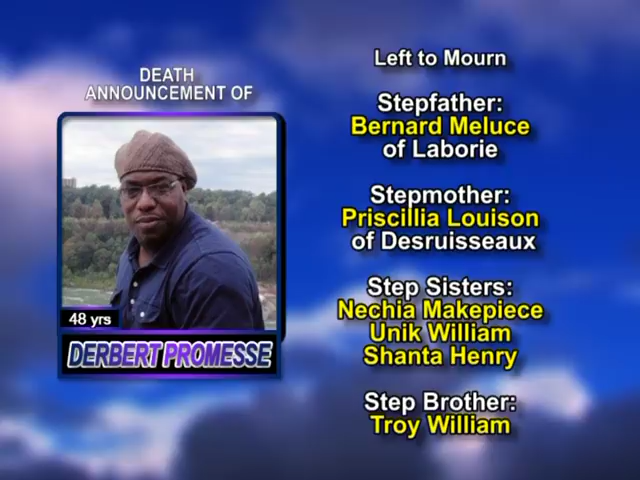 DEATH
ANNOUNCEMENT OF
48 yrs
DERBERT PROMESSE
Left to Mourn
Stepfather:
Bernard Meluce
of Laborie
Stepmother:
Priscillia Louison
of Desruisseaux
Step Sisters:
Nechia Makepiece
Unik William
Shanta Henry
Step Brother:
Troy William